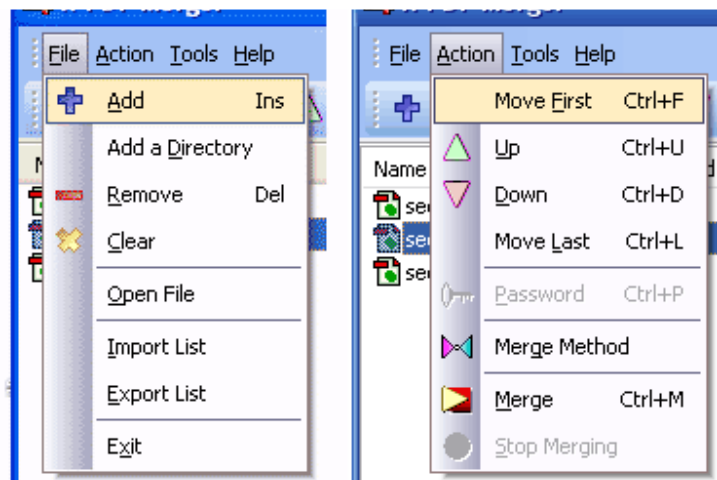 File Action Tools Help
Add Ins
Add a Directory
Remove Del
Clear
Open File
Import List
Export List
Exit
File Action Tools Help
Name
Move First Ctrl+F
Up Ctrl+U
Down Ctrl+D
Move Last Ctrl+L
Password Ctrl+P
Merge Method
Merge Ctrl+M
Stop Merging